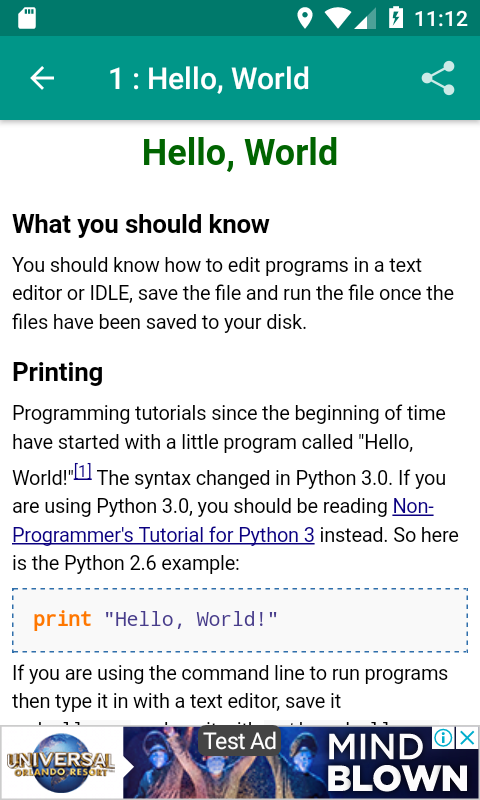 11:12
1 : Hello, World
Hello, World
What you should know
You should know how to edit programs in a text
editor or IDLE, save the file and run the file once the
files have been saved to your disk.
Printing
Programming tutorials since the beginning of time
have started with a little program called "Hello,
World!"[1] The syntax changed in Python 3.0. If you
are using Python 3.0, you should be reading Non-
Programmer's Tutorial for Python 3 instead. So here
is the Python 2.6 example:
print "Hello, World!"
If you are using the command line to run programs
then type it in with a text editor, save it
Test Ad
UNIVERSAL
ORLANDO RESORT
MIND
BLOWN